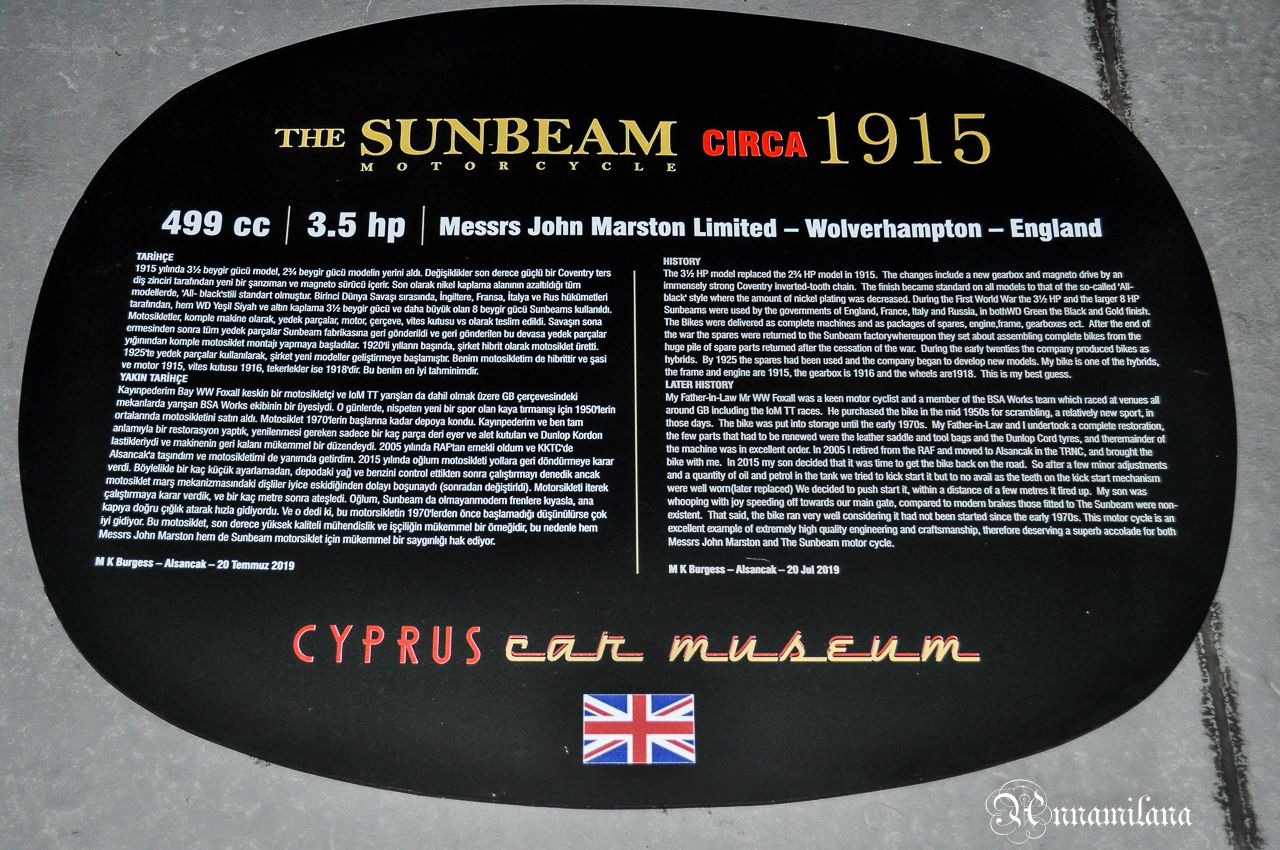 THE SUNBEAM CIRCA 1915
MOTORCYCLE
499 cc | 3.5 hp | Messrs John Marston Limited – Wolverhampton – England
TARİHÇE
1915 yılında 3½ beygir gücü model, 2¾ beygir gücü modelin yerini aldı. Değişiklikler son derece güçlü bir Coventry ters
diş zinciri tarafından yeni bir şanzıman ve magneto sürücü içerir. Son olarak nikel kaplama alanının azaltıldığı tüm
modellerde, 'All- black'stili standart olmuştur. Birinci Dünya Savaşı sırasında, İngiltere, Fransa, İtalya ve Rus hükümetleri
tarafından, hem WD Yeşil Siyah ve altın kaplama 3½ beygir gücü ve daha büyük olan 8 beygir gücü Sunbeams kullanıldı.
Motosikletler, komple makine olarak, yedek parçalar, motor, çerçeve, vites kutusu vs olarak teslim edildi. Savaşın sona
ermesinden sonra tüm yedek parçalar Sunbeam fabrikasına geri gönderildi ve geri gönderilen bu devasa yedek parçalar
yığınından komple motosiklet montajı yapmaya başladılar. 1920'li yılların başında, şirket hibrit olarak motosiklet üretti.
1925'te yedek parçalar kullanılarak, şirket yeni modeller geliştirmeye başlamıştır. Benim motosikletim de hibrittir ve şasi
ve motor 1915, vites kutusu 1916, tekerlekler ise 1918'dir. Bu benim en iyi tahminimdir.
YAKIN TARİHÇE
Kayınpederim Bay WW Foxall keskin bir motosikletçi ve IoM TT yarışları da dahil olmak üzere GB çerçevesindeki
mekanlarda yarışan BSA Works ekibinin bir üyesiydi. O günlerde, nispeten yeni bir spor olan kaya tırmanışı için 1950'lerin
ortalarında motosikletini satın aldı. Motosiklet 1970'lerin başlarına kadar depoya kondu. Kayınpederim ve ben tam
anlamıyla bir restorasyon yaptık, yenilenmesi gereken sadece bir kaç parça deri eyer ve alet kutuları ve Dunlop Kordon
lastikleriydi ve makinenin geri kalanı mükemmel bir düzendeydi. 2005 yılında RAF'tan emekli oldum ve KKTC'de
Alsancak'a taşındım ve motosikletimi de yanımda getirdim. 2015 yılında oğlum motosikleti yollara geri döndürmeye karar
verdi. Böylelikle bir kaç küçük ayarlamadan, depodaki yağ ve benzini control ettikten sonra çalıştırmayı denedik ancak
motosiklet marş mekanizmasındaki dişliler iyice eskidiğinden dolayı boşunaydı (sonradan değiştirdi). Motorsikleti iterek
çalıştırmaya karar verdik, ve bir kaç metre sonra ateşledi. Oğlum, Sunbeam da olmayanmodern frenlere kıyasla, ana
kapıya doğru çığlık atarak hızla gidiyordu. Ve o dedi ki, bu motorsikletin 1970'lerden önce başlamadığı düşünülürse çok
iyi gidiyor. Bu motosiklet, son derece yüksek kaliteli mühendislik ve işçiliğin mükemmel bir örneğidir, bu nedenle hem
Messrs John Marston hem de Sunbeam motorsiklet için mükemmel bir saygınlığı hak ediyor.
M K Burgess – Alsancak – 20 Temmuz 2019
HISTORY
The 3½ HP model replaced the 2¾ HP model in 1915. The changes include a new gearbox and magneto drive by an
immensely strong Coventry inverted-tooth chain. The finish became standard on all models to that of the so-called 'All-
black' style where the amount of nickel plating was decreased. During the First World War the 3½ HP and the larger 8 HP
Sunbeams were used by the governments of England, France, Italy and Russia, in bothWD Green the Black and Gold finish.
The Bikes were delivered as complete machines and as packages of spares, engine,frame, gearboxes ect. After the end of
the war the spares were returned to the Sunbeam factorywhereupon they set about assembling complete bikes from the
huge pile of spare parts returned after the cessation of the war. During the early twenties the company produced bikes as
hybrids. By 1925 the spares had been used and the company began to develop new models. My bike is one of the hybrids,
the frame and engine are 1915, the gearbox is 1916 and the wheels are1918. This is my best guess.
LATER HISTORY
My Father-in-Law Mr WW Foxall was a keen motor cyclist and a member of the BSA Works team which raced at venues all
around GB including the IoM TT races. He purchased the bike in the mid 1950s for scrambling, a relatively new sport, in
those days. The bike was put into storage until the early 1970s. My Father-in-Law and I undertook a complete restoration,
the few parts that had to be renewed were the leather saddle and tool bags and the Dunlop Cord tyres, and theremainder of
the machine was in excellent order. In 2005 I retired from the RAF and moved to Alsancak in the TRNC, and brought the
bike with me. In 2015 my son decided that it was time to get the bike back on the road. So after a few minor adjustments
and a quantity of oil and petrol in the tank we tried to kick start it but to no avail as the teeth on the kick start mechanism
were well worn(later replaced) We decided to push start it, within a distance of a few metres it fired up. My son was
whooping with joy speeding off towards our main gate, compared to modern brakes those fitted to The Sunbeam were non-
existent. That said, the bike ran very well considering it had not been started since the early 1970s. This motor cycle is an
excellent example of extremely high quality engineering and craftsmanship, therefore deserving a superb accolade for both
Messrs John Marston and The Sunbeam motor cycle.
M K Burgess – Alsancak – 20 Jul 2019
CYPRUS car museum
Annamilana